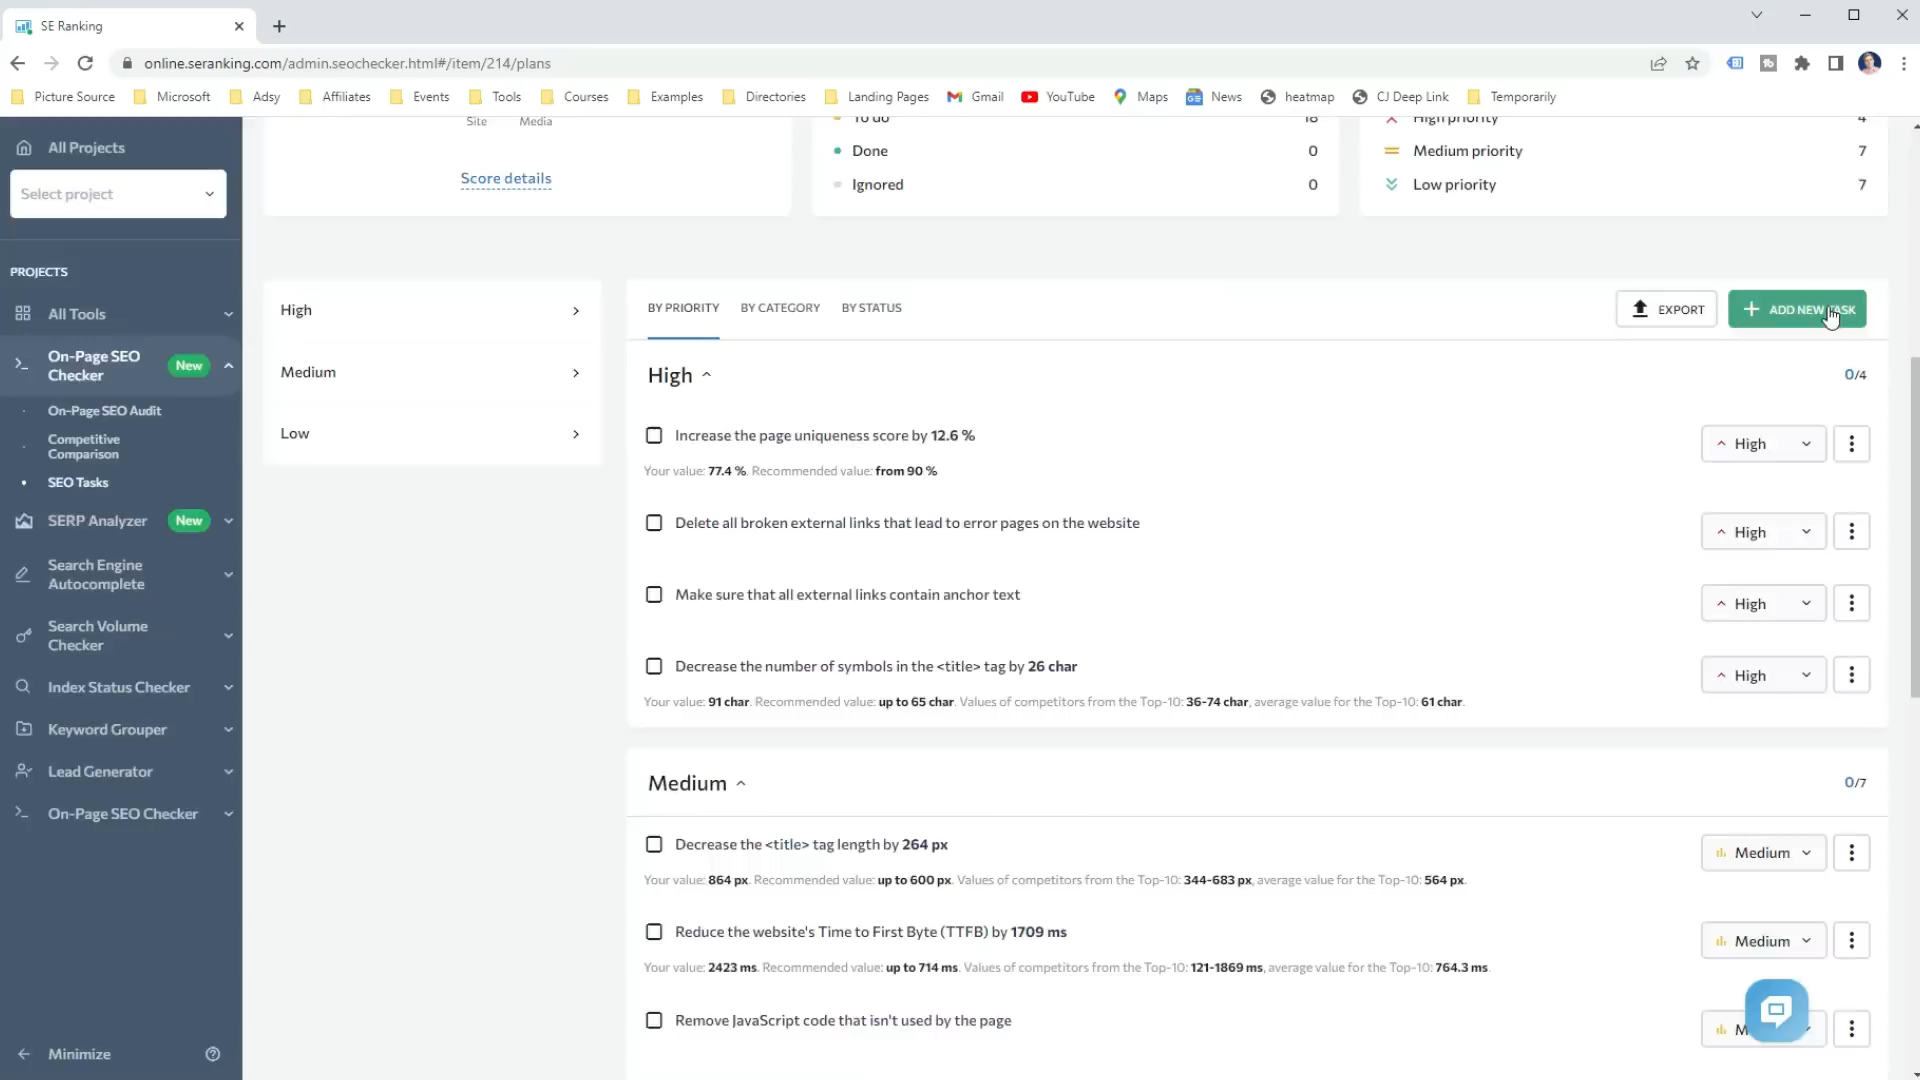 SE Ranking
online.seranking.com/admin.seochecker.html#/item/214/plans
Picture Source
Microsoft
Adsy
Affiliates
Events
Tools
Courses
Examples
Directories
Landing Pages
Gmail
YouTube
Maps
News
heatmap
CJ Deep Link
Temporarily
All Projects
Select project
PROJECTS
All Tools
On-Page SEO
Checker
New
On-Page SEO Audit
Competitive
Comparison
SEO Tasks
SERP Analyzer
New
Search Engine
Autocomplete
Search Volume
Checker
Index Status Checker
Keyword Grouper
Lead Generator
On-Page SEO Checker
Minimize
Site
Media
Score details
To do 18
Done 0
Ignored 0
High priority 4
Medium priority 7
Low priority 7
High
Medium
Low
BY PRIORITY
BY CATEGORY
BY STATUS
EXPORT
ADD NEW TASK
High
0/4
Increase the page uniqueness score by 12.6 %
High
Your value: 77.4 %. Recommended value: from 90 %
Delete all broken external links that lead to error pages on the website
High
Make sure that all external links contain anchor text
High
Decrease the number of symbols in the <title> tag by 26 char
High
Your value: 91 char. Recommended value: up to 65 char. Values of competitors from the Top-10: 36-74 char, average value for the Top-10: 61 char.
Medium
0/7
Decrease the <title> tag length by 264 px
Medium
Your value: 864 px. Recommended value: up to 600 px. Values of competitors from the Top-10: 344-683 px, average value for the Top-10: 564 px.
Reduce the website's Time to First Byte (TTFB) by 1709 ms
Medium
Your value: 2423 ms. Recommended value: up to 714 ms. Values of competitors from the Top-10: 121-1869 ms, average value for the Top-10: 764.3 ms.
Remove JavaScript code that isn't used by the page